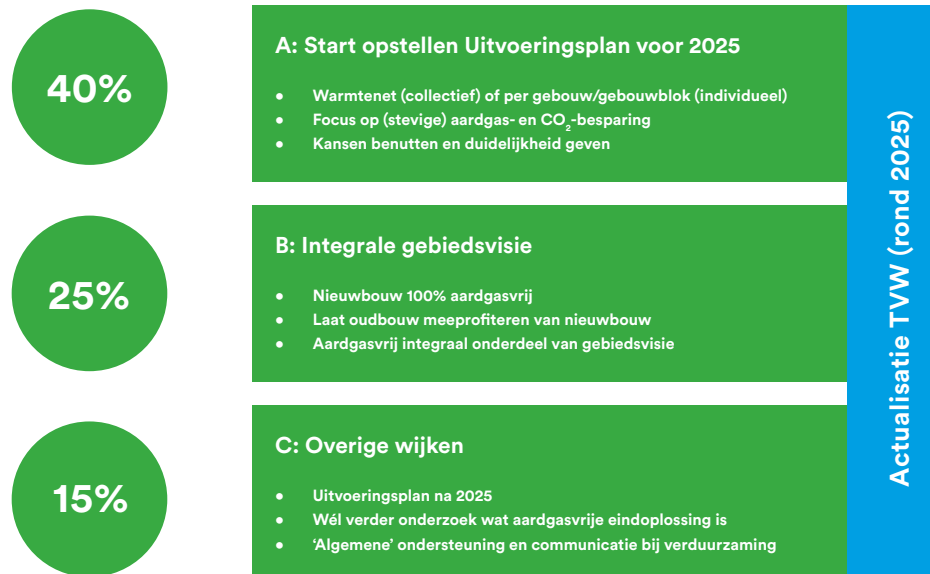 40%
A: Start opstellen Uitvoeringsplan voor 2025
• Warmtenet (collectief) of per gebouw/gebouwblok (individueel)
• Focus op (stevige) aardgas- en CO₂-besparing
• Kansen benutten en duidelijkheid geven
25%
B: Integrale gebiedsvisie
• Nieuwbouw 100% aardgasvrij
• Laat oudbouw meeprofiteren van nieuwbouw
• Aardgasvrij integraal onderdeel van gebiedsvisie
15%
C: Overige wijken
• Uitvoeringsplan na 2025
• Wél verder onderzoek wat aardgasvrije eindoplossing is
• ‘Algemene’ ondersteuning en communicatie bij verduurzaming
Actualisatie TVW (rond 2025)